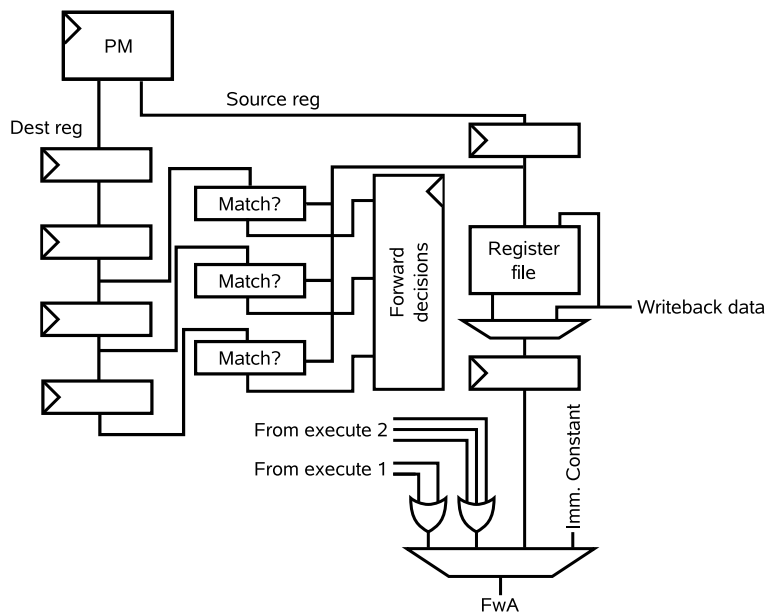 PM
Source reg
Dest reg
Match?
Match?
Match?
Forward
decisions
Register
file
Writeback data
From execute 2
From execute 1
Imm. Constant
FwA